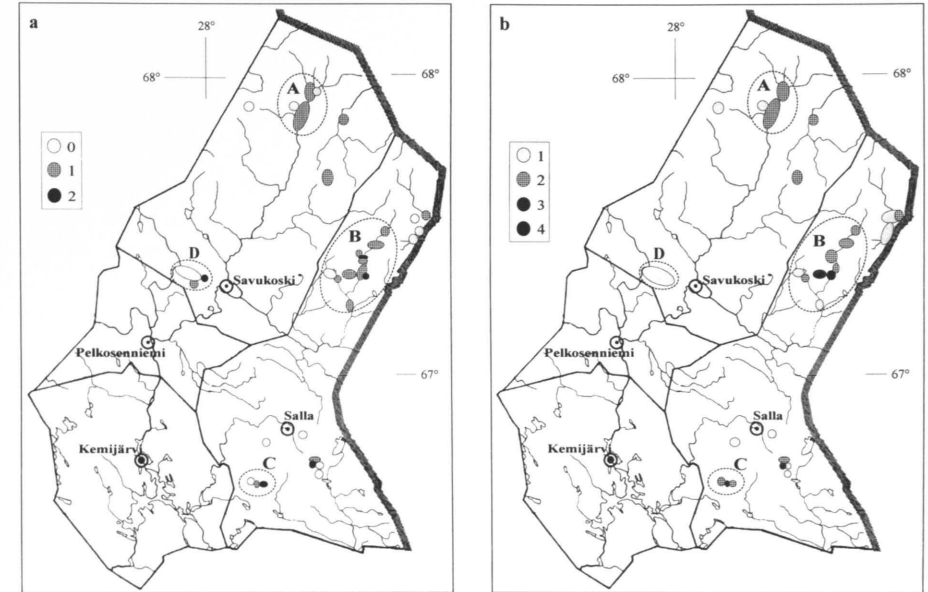 a
28°
68°
68°
A
0
1
2
B
D
Savukoski
Pelkosenniemi
67°
Salla
Kemijärvi
C
b
28°
68°
68°
A
1
2
3
4
B
D
Savukoski
Pelkosenniemi
67°
Salla
Kemijärvi
C